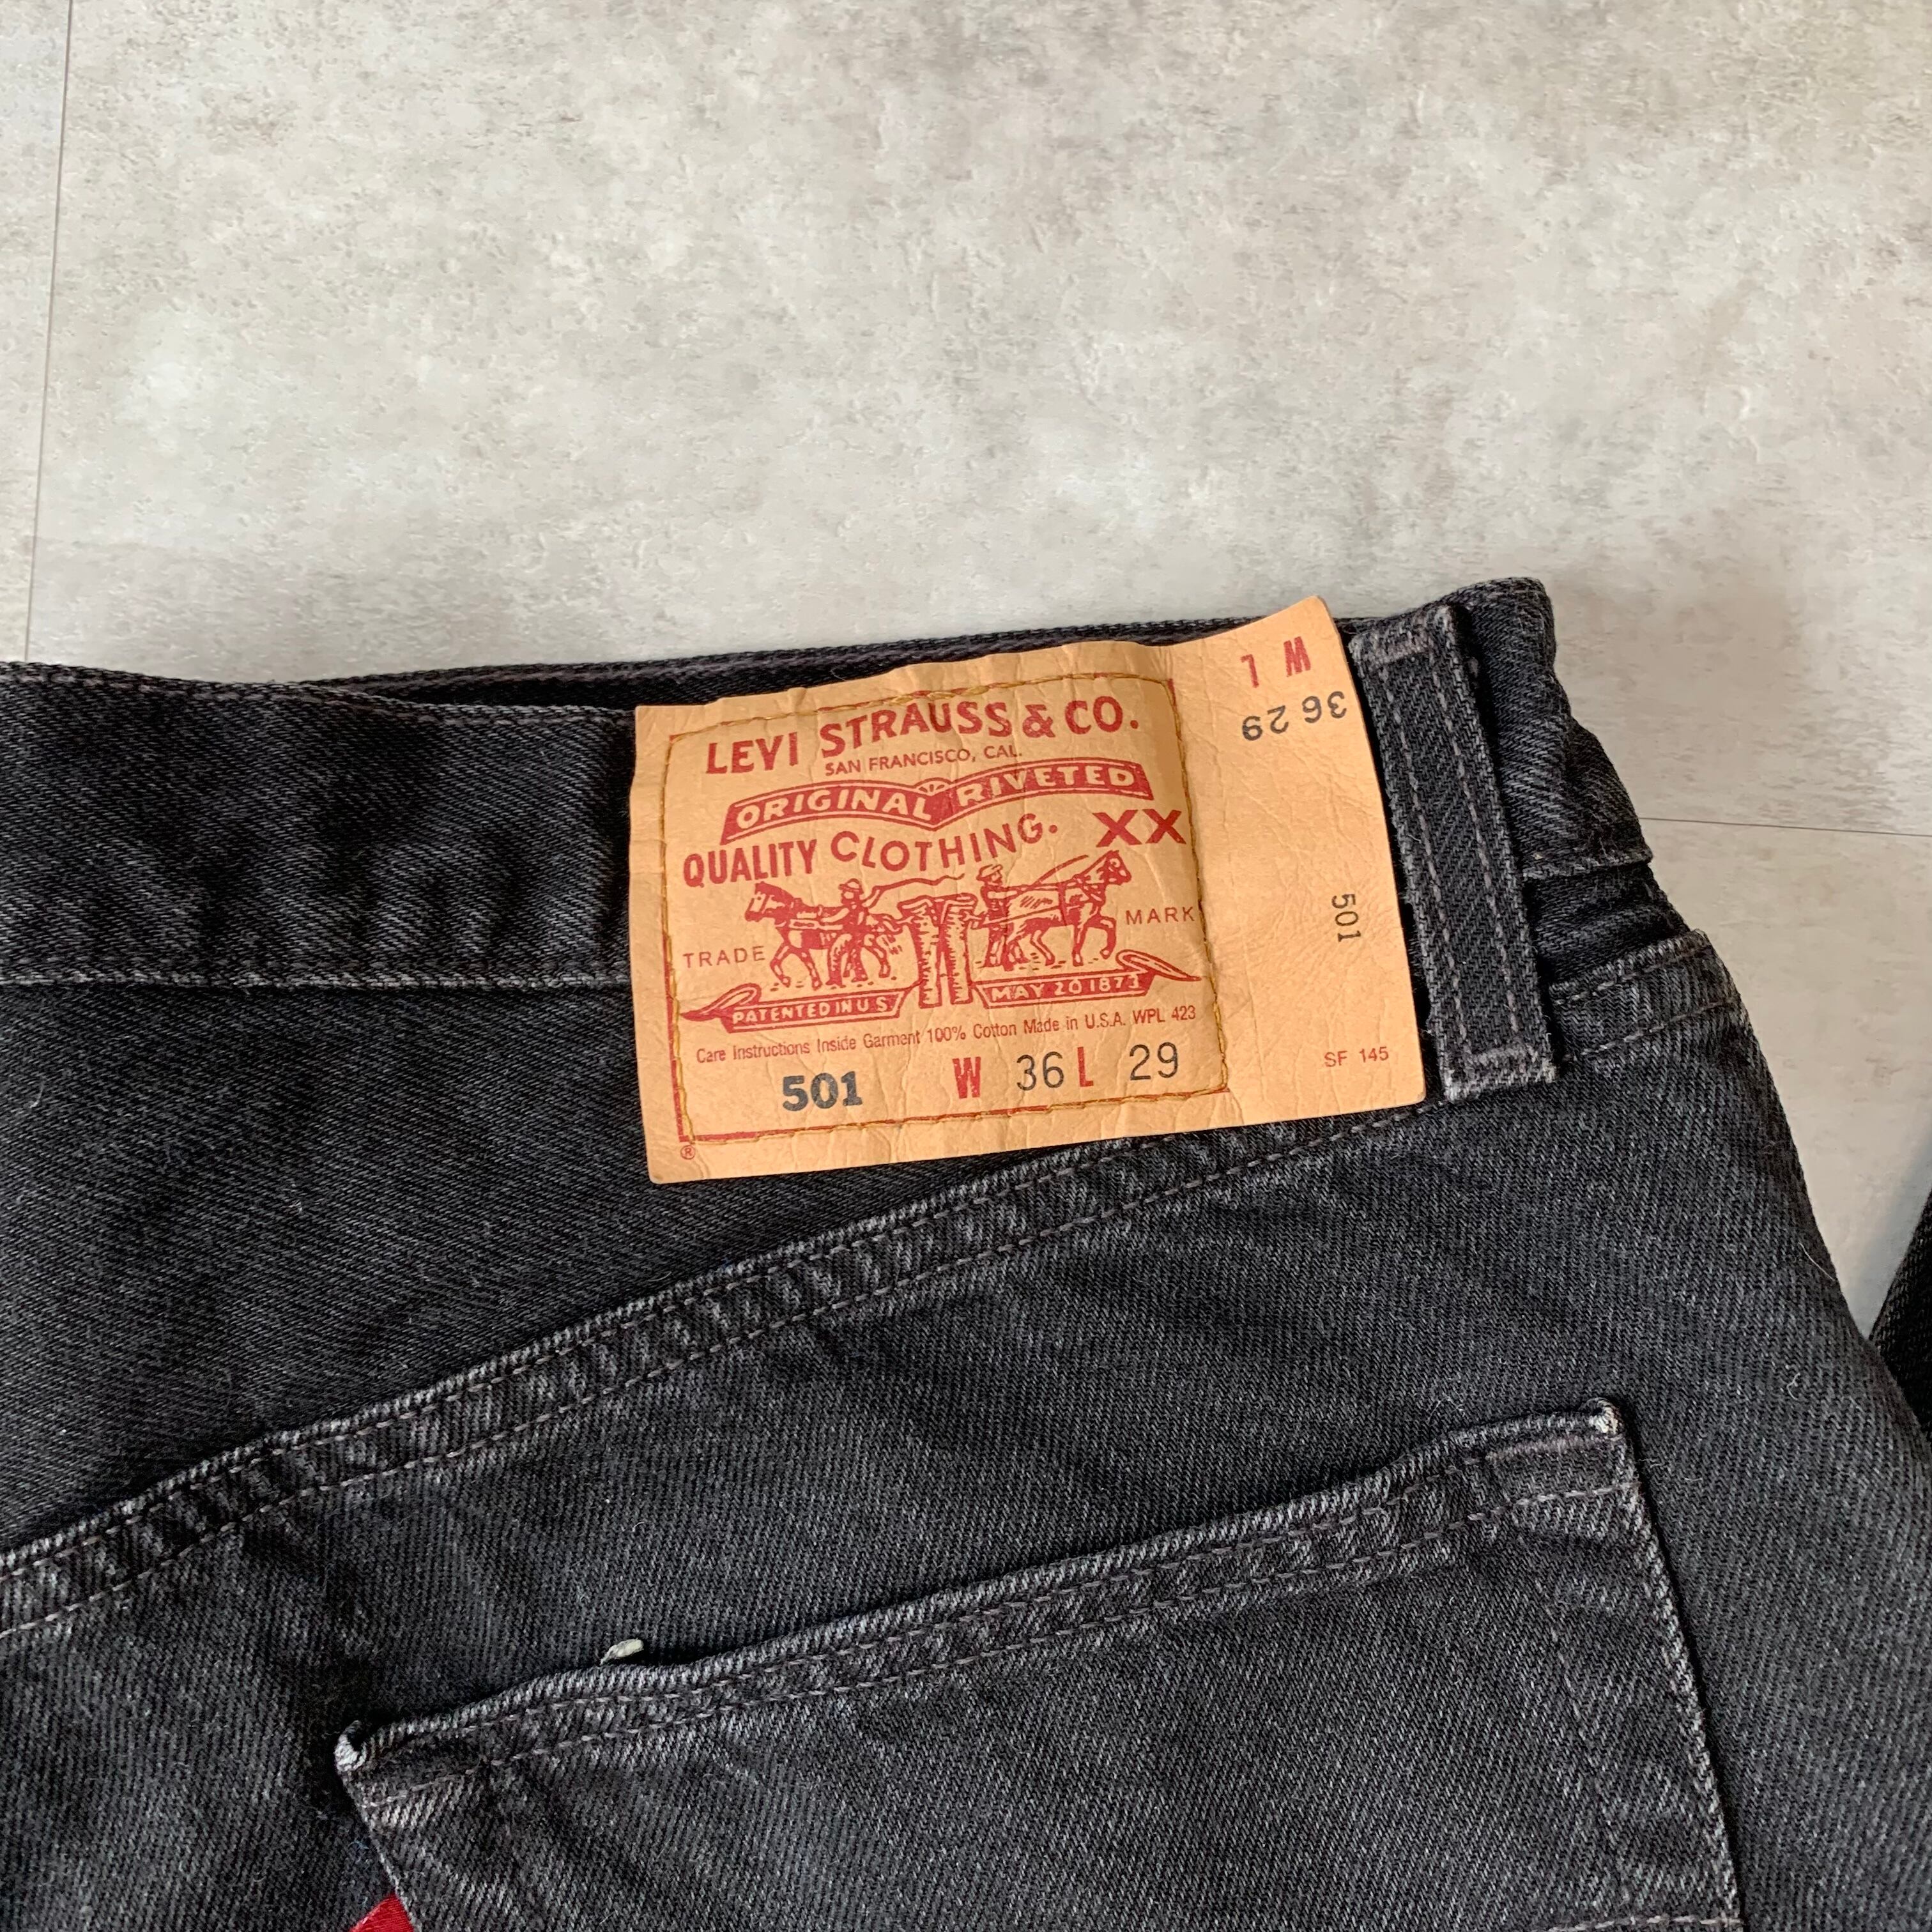 LEVI STRAUSS & CO.
SAN FRANCISCO, CAL.
ORIGINAL RIVETED
QUALITY CLOTHING. XX
TRADE MARK
PATENTED IN U.S. MAY 20 1873
Care Instructions Inside Garment 100% Cotton Made in U.S.A. WPL 423
501 W 36 L 29
®
W L
36 29
501
SF 145